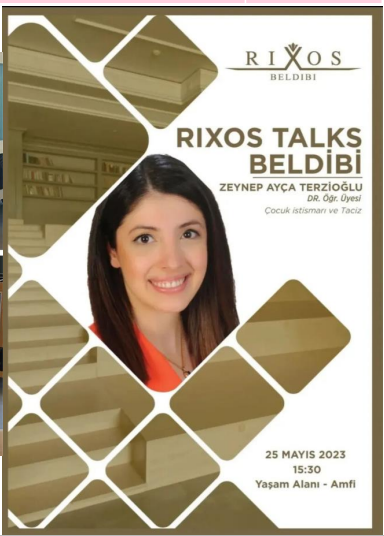 RIXOS
BELDIBI
RIXOS TALKS
BELDİBİ
ZEYNEP AYÇA TERZİOĞLU
DR. Öğr. Üyesi
Çocuk istismarı ve Taciz
25 MAYIS 2023
15:30
Yaşam Alanı - Amfi